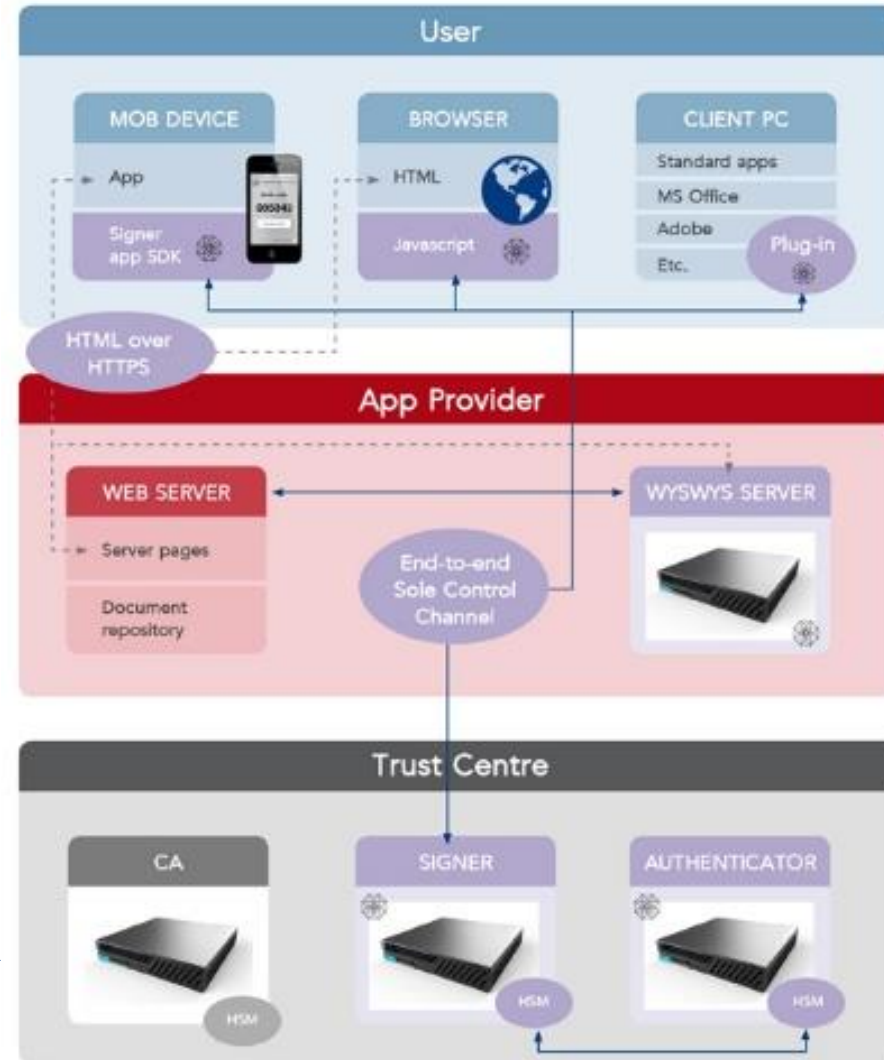 User
MOB DEVICE
App
Signer
app SDK
005842
BROWSER
HTML
Javascript
CLIENT PC
Standard apps
MS Office
Adobe
Etc.
Plug-in
HTML over
HTTPS
App Provider
WEB SERVER
Server pages
Document
repository
End-to-end
Sole Control
Channel
WYSWYS SERVER
Trust Centre
CA
HSM
SIGNER
HSM
AUTHENTICATOR
HSM